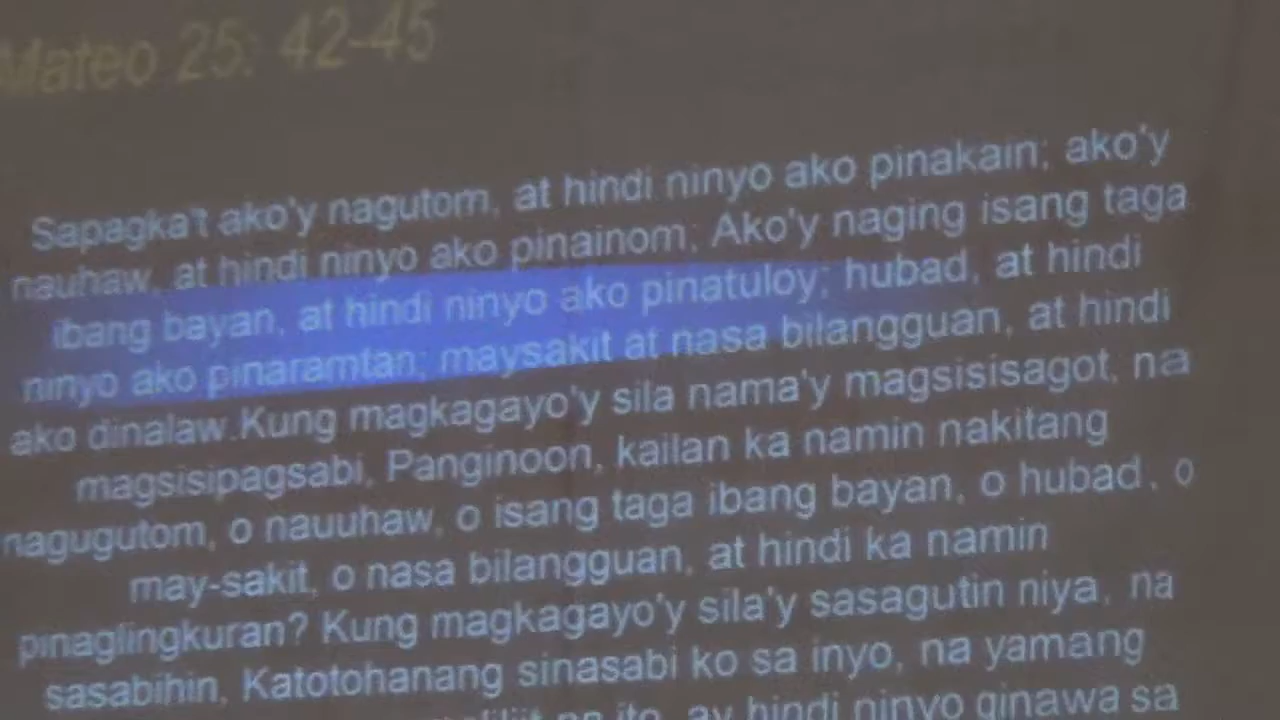 Mateo 25: 42-45
Sapagka't ako'y nagutom, at hindi ninyo ako pinakain; ako'y
nauhaw, at hindi ninyo ako pinainom; Ako'y naging isang taga
ibang bayan, at hindi ninyo ako pinatuloy; hubad, at hindi
ninyo ako pinaramtan; maysakit at nasa bilangguan, at hindi
ako dinalaw.Kung magkagayo'y sila nama'y magsisisagot, na
magsisipagsabi, Panginoon, kailan ka namin nakitang
nagugutom, o nauuhaw, o isang taga ibang bayan, o hubad, o
may-sakit, o nasa bilangguan, at hindi ka namin
pinaglingkuran? Kung magkagayo'y sila'y sasagutin niya, na
sasabihin, Katotohanang sinasabi ko sa inyo, na yamang
ito, ay hindi ninyo ginawa sa